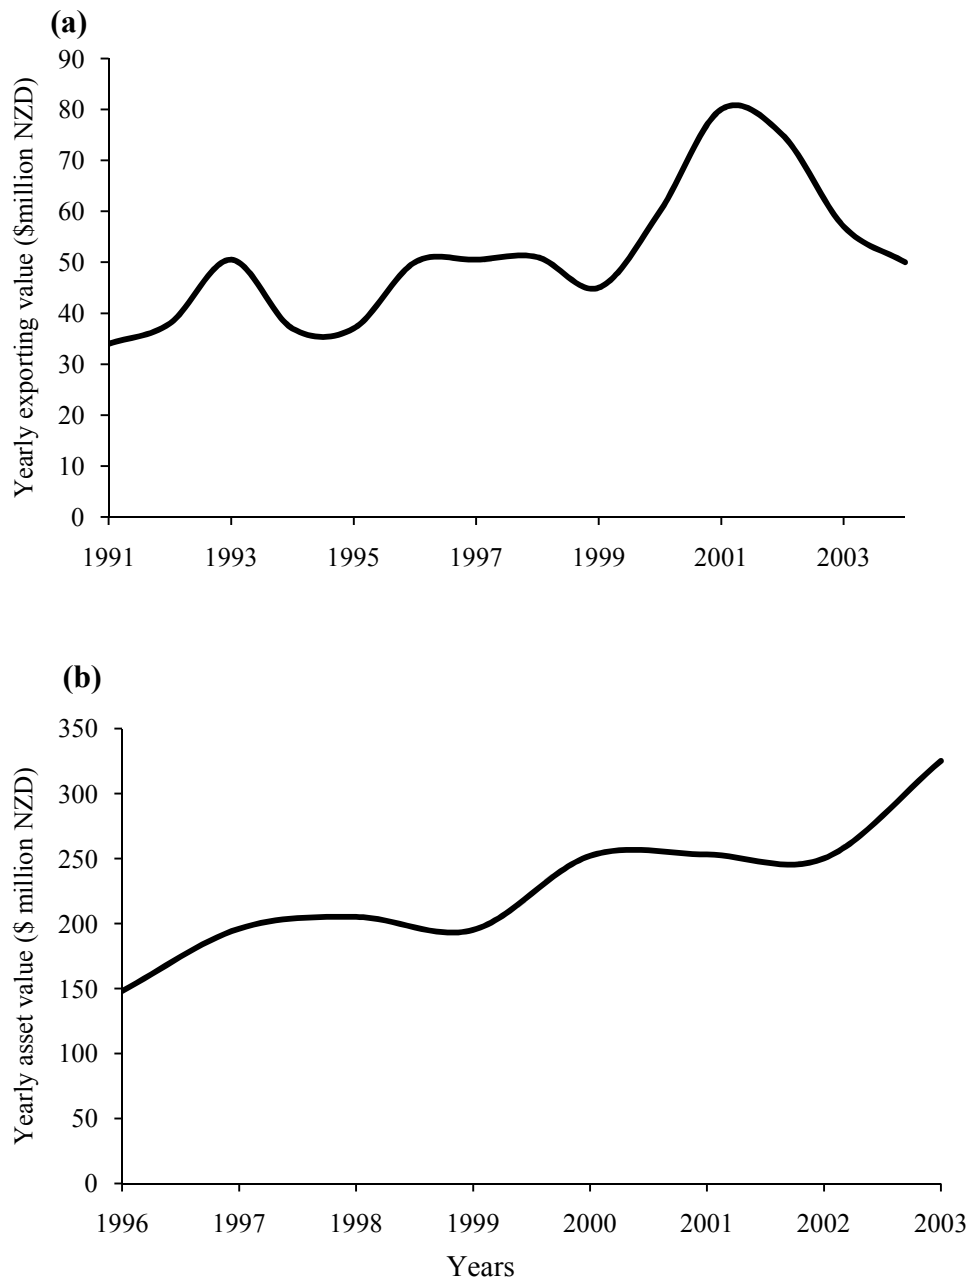 (a)
Yearly exporting value ($million NZD)
90
80
70
60
50
40
30
20
10
0
1991 1993 1995 1997 1999 2001 2003
(b)
Yearly asset value ($ million NZD)
350
300
250
200
150
100
50
0
1996 1997 1998 1999 2000 2001 2002 2003
Years